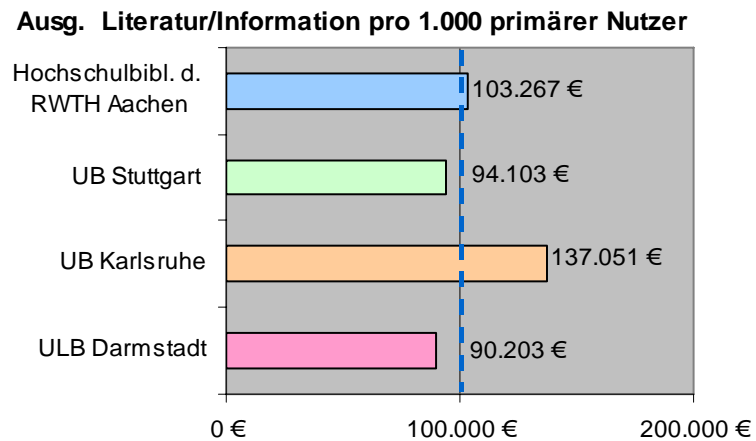 Ausg. Literatur/Information pro 1.000 primärer Nutzer
Hochschulbibl. d.
RWTH Aachen
103.267 €
UB Stuttgart
94.103 €
UB Karlsruhe
137.051 €
ULB Darmstadt
90.203 €
0 €
100.000 €
200.000 €